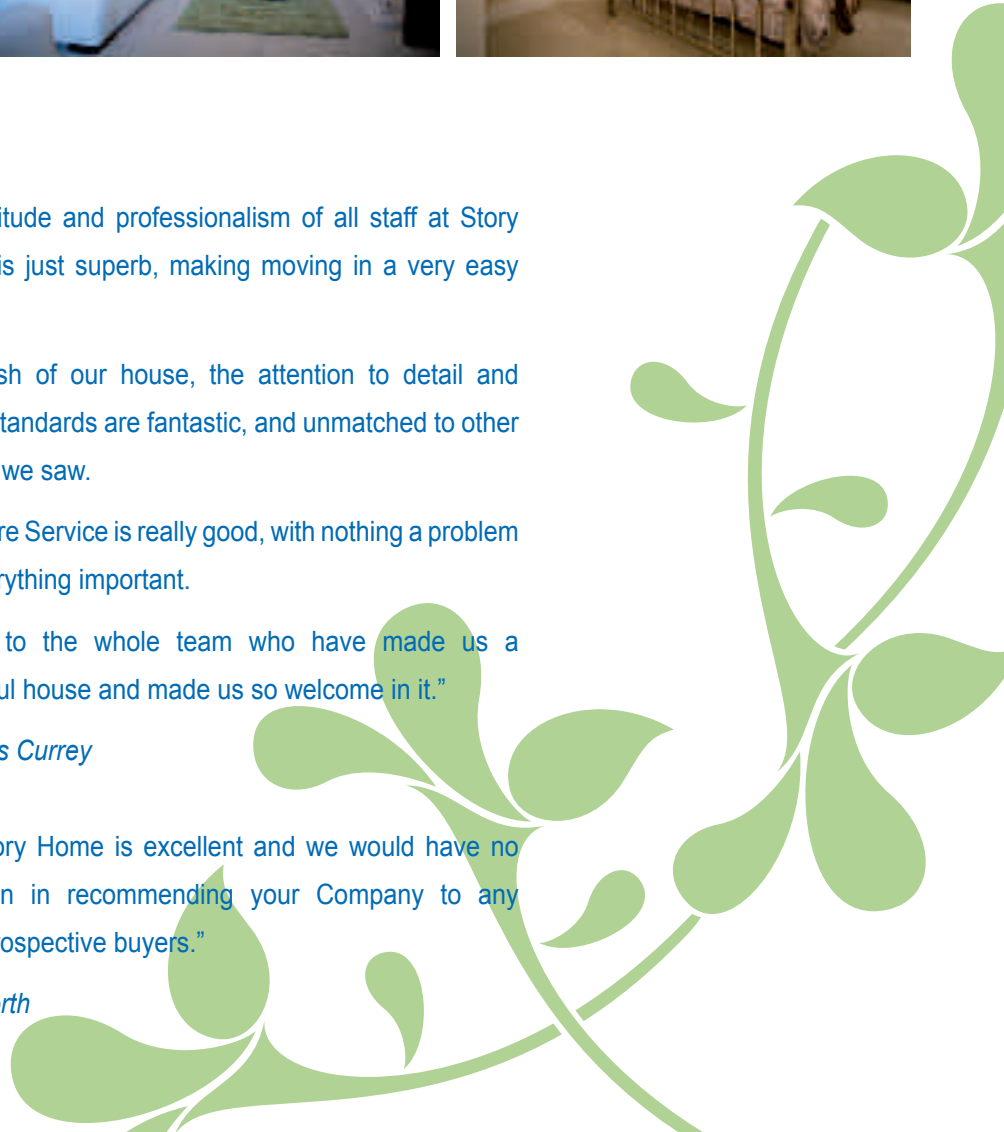 itude and professionalism of all staff at Story
is just superb, making moving in a very easy
sh of our house, the attention to detail and
tandards are fantastic, and unmatched to other
we saw.
re Service is really good, with nothing a problem
rything important.
to the whole team who have made us a
ul house and made us so welcome in it.”
s Currey
ory Home is excellent and we would have no
n in recommending your Company to any
rospective buyers.”
rth